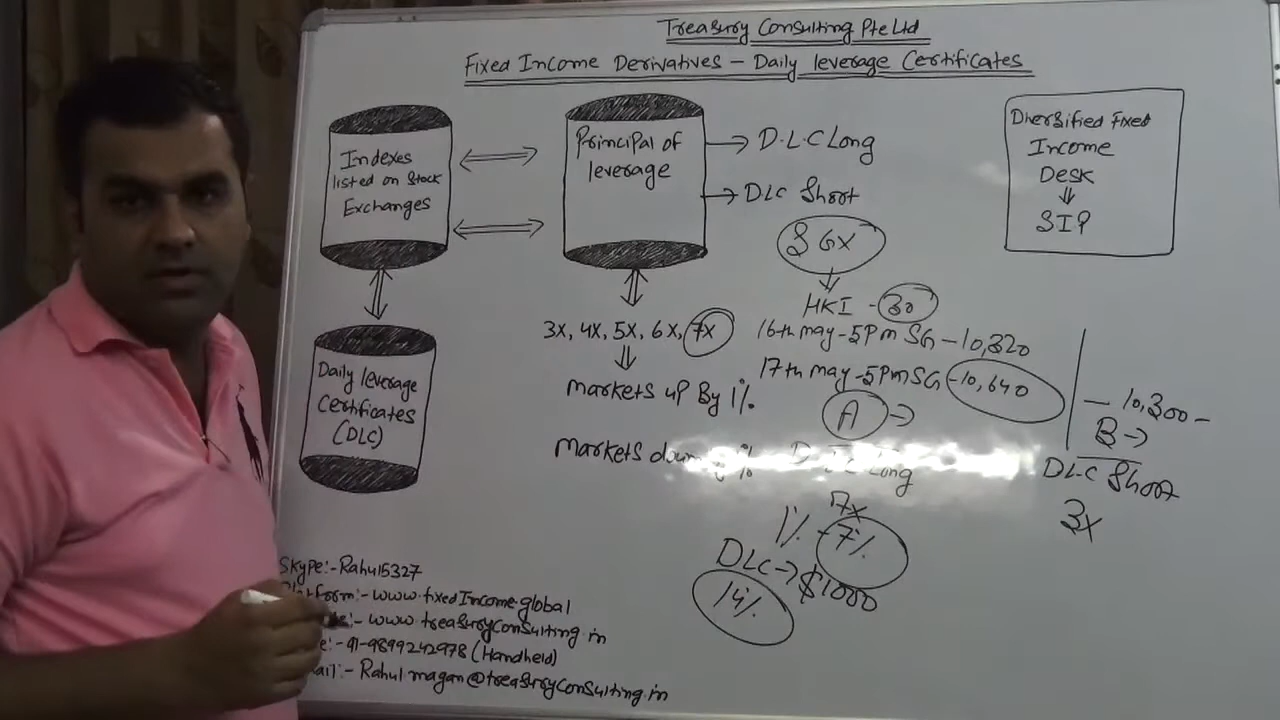 Treasury Consulting Pte Ltd
Fixed Income Derivatives - Daily leverage Certificates
Indexes
listed on Stock
Exchanges
Principal of
leverage
D.L.C Long
DLC Short
Diversified Fixed
Income
Desk
SIP
SGX
HKI - 30
16th may - 5Pm SG - 10,320
17th may - 5Pm SG - 10,640
A
3x, 4x, 5x, 6x, 7x
markets up By 1%
markets down
Long
7x
1% - 7%
DLC → $1000
14%
- 10,300 -
B →
DLC Short
3x
Daily leverage
Certificates
(DLC)
Skype:- Rahul5327
www.fixedIncome.global
www.treasuryconsulting.in
:- 91-9899242978 (Handheld)
:- Rahul.magan@treasuryconsulting.in